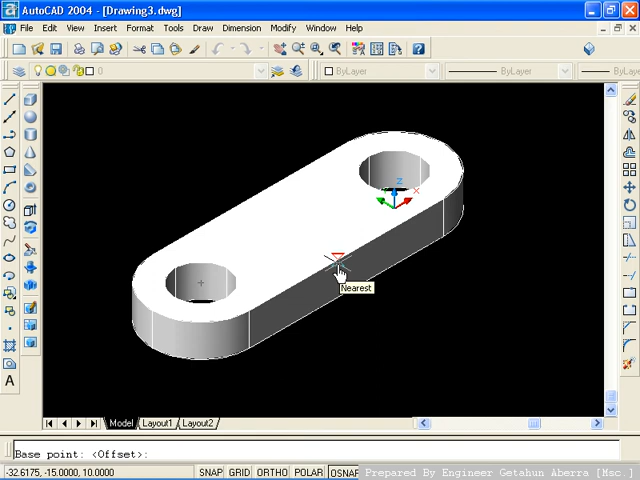 AutoCAD 2004 - [Drawing3.dwg]
File Edit View Insert Format Tools Draw Dimension Modify Window Help
0 ByLayer ByLayer ByLayer
Z
X
Nearest
A
Model Layout1 Layout2
Base point: <Offset>:
-32.6175, -15.0000, 10.0000 SNAP GRID ORTHO POLAR OSNAP Prepared By Engineer Getahun Aberra [Msc.]